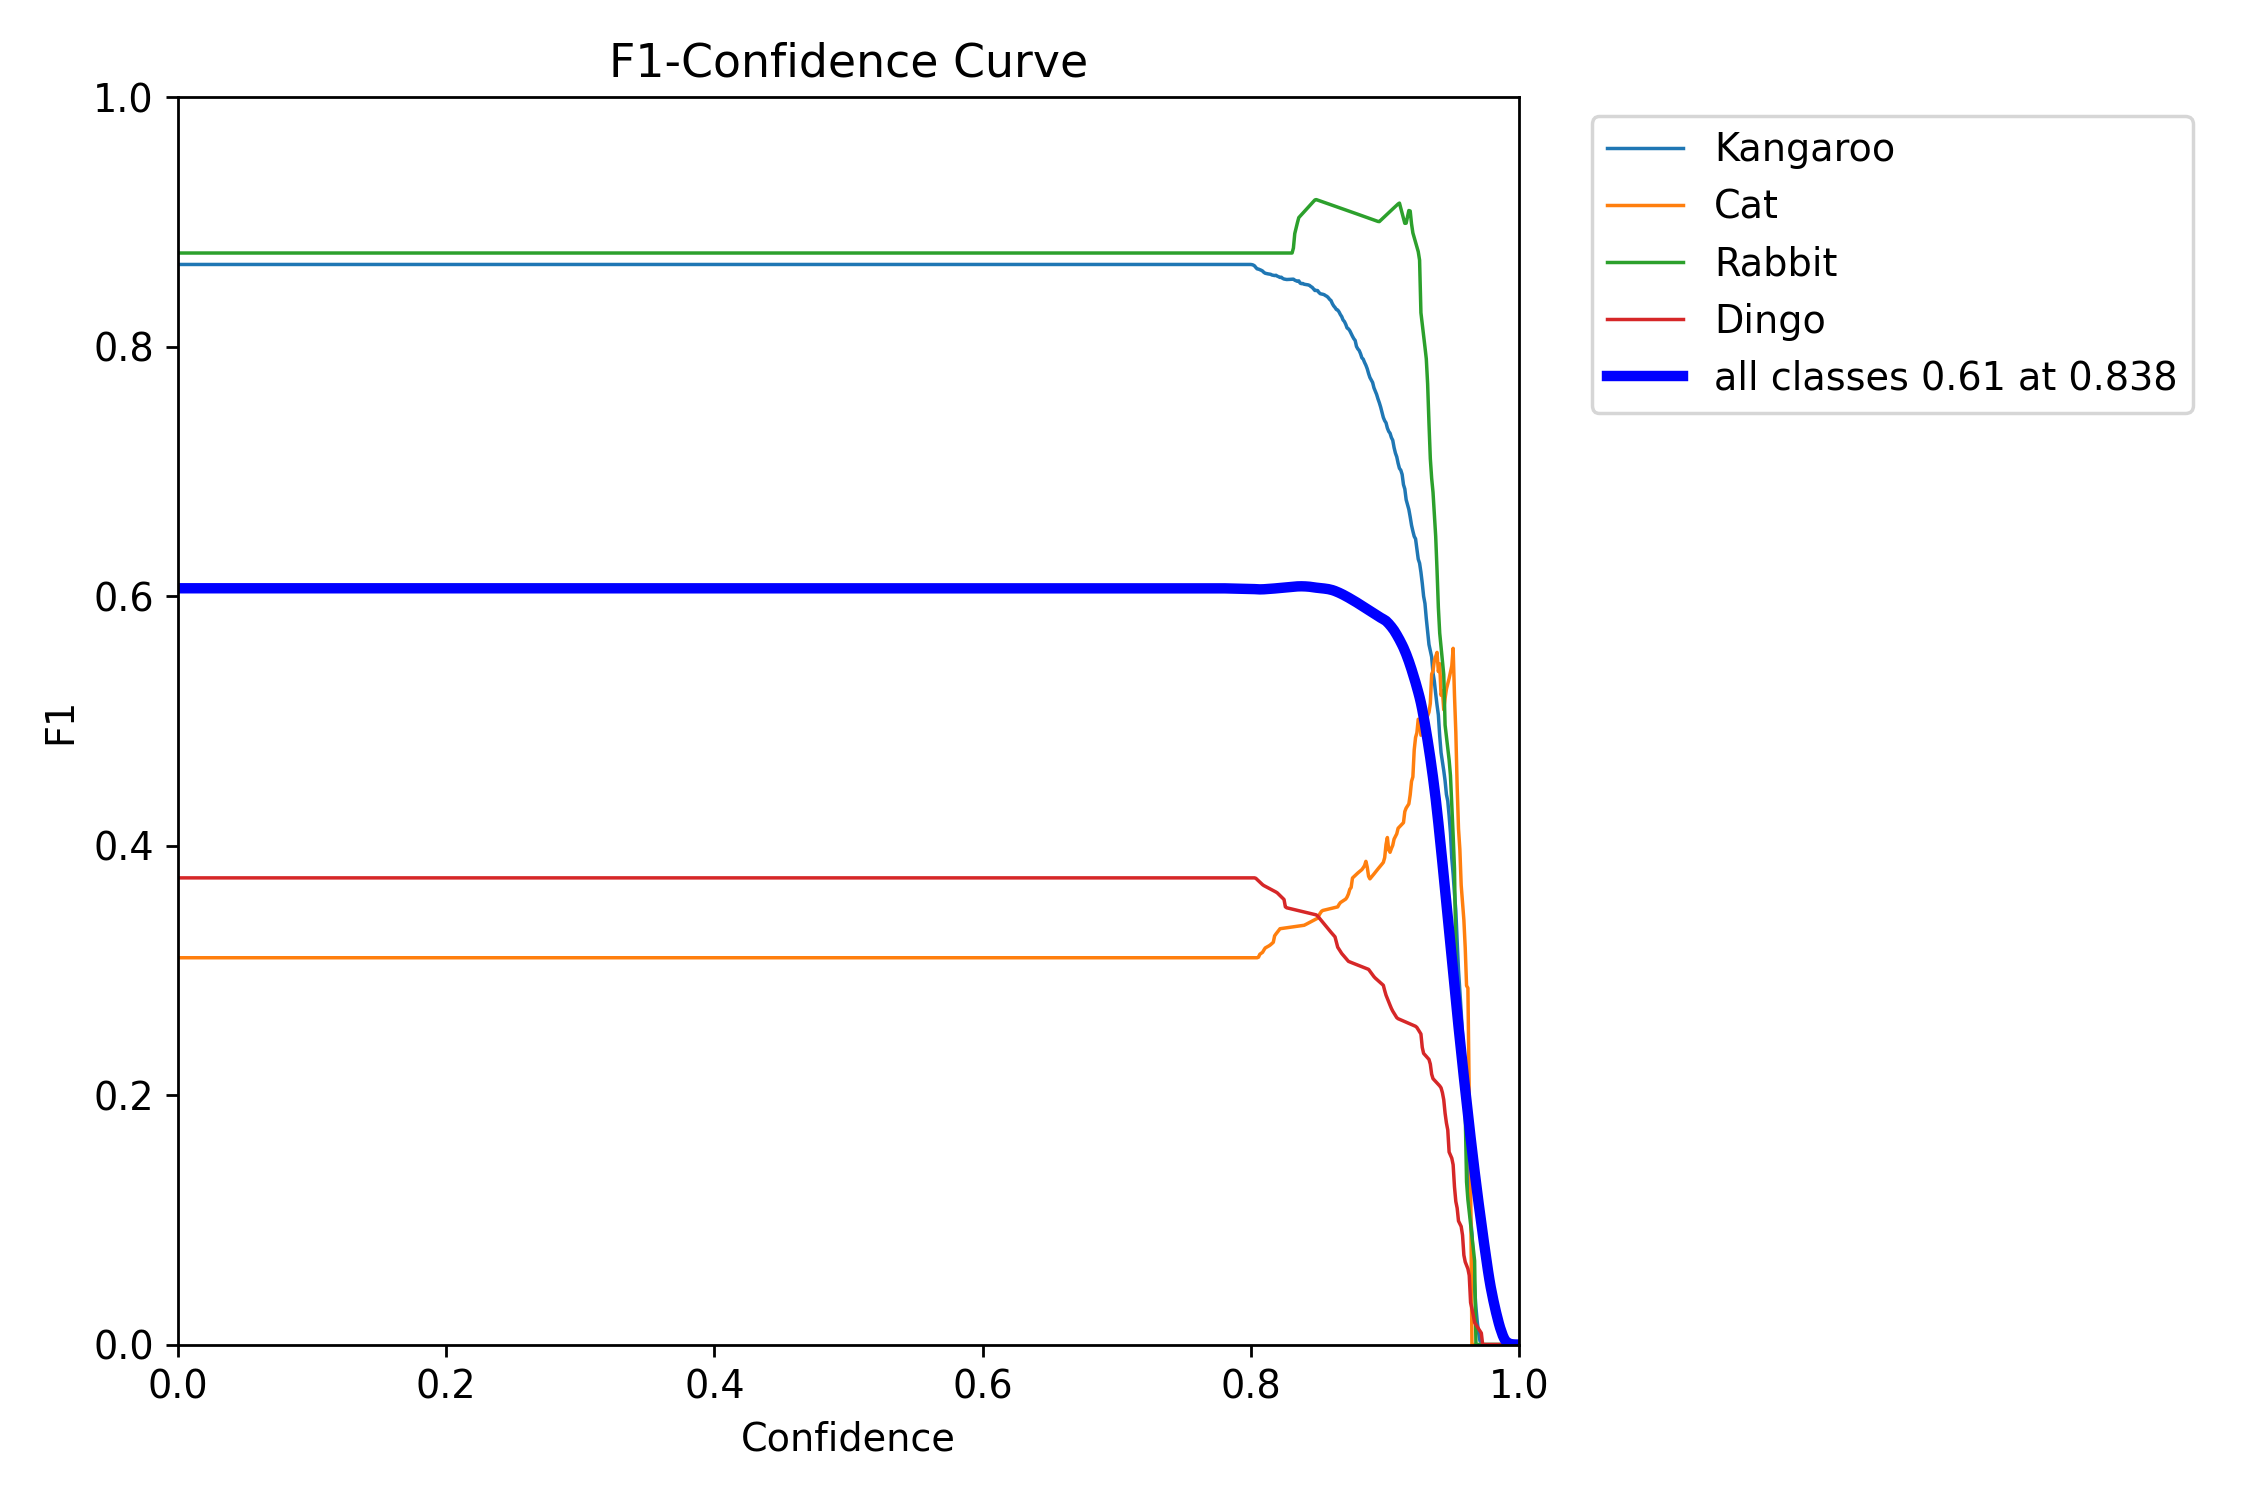 F1-Confidence Curve
1.0
0.8
0.6
0.4
0.2
0.0
F1
0.0 0.2 0.4 0.6 0.8 1.0
Confidence
Kangaroo
Cat
Rabbit
Dingo
all classes 0.61 at 0.838